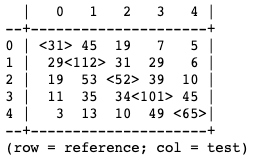 |   0   1   2   3   4 |
--+---------------------+
0 | <31> 45  19   7   5 |
1 |  29<112> 31  29   6 |
2 |  19  53 <52> 39  10 |
3 |  11  35  34<101> 45 |
4 |   3  13  10  49 <65>|
--+---------------------+
(row = reference; col = test)